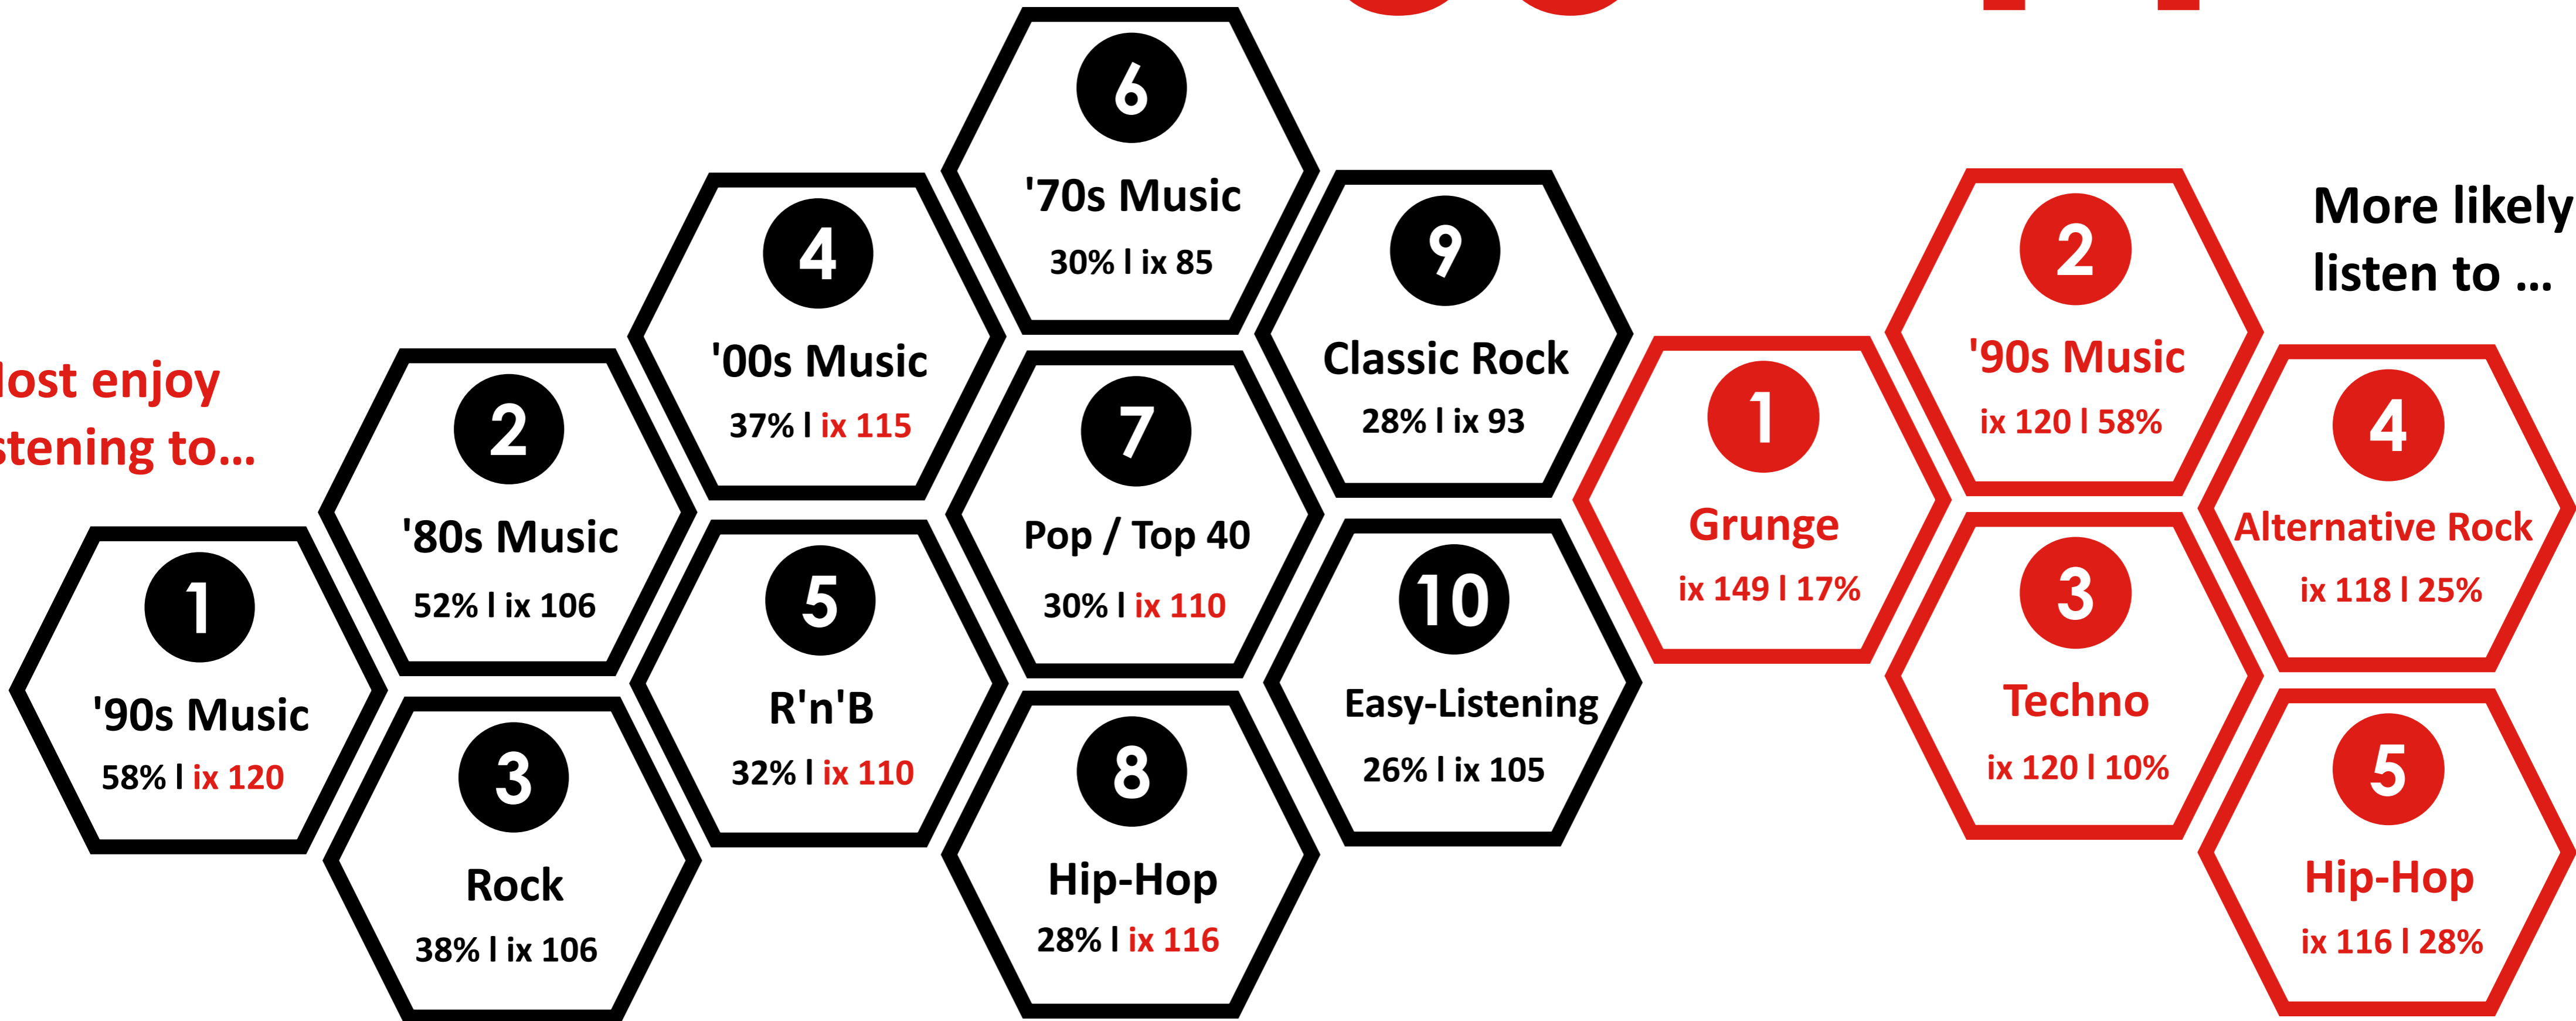 enjoy
to...
1
'90s Music
58% l ix 120
2
'80s Music
52% l ix 106
3
Rock
38% l ix 106
4
'00s Music
37% l ix 115
5
R'n'B
32% l ix 110
6
'70s Music
30% l ix 85
7
Pop / Top 40
30% l ix 110
8
Hip-Hop
28% l ix 116
9
Classic Rock
28% l ix 93
10
Easy-Listening
26% l ix 105
More likely
listen to ...
1
Grunge
ix 149 l 17%
2
'90s Music
ix 120 l 58%
3
Techno
ix 120 l 10%
4
Alternative Rock
ix 118 l 25%
5
Hip-Hop
ix 116 l 28%